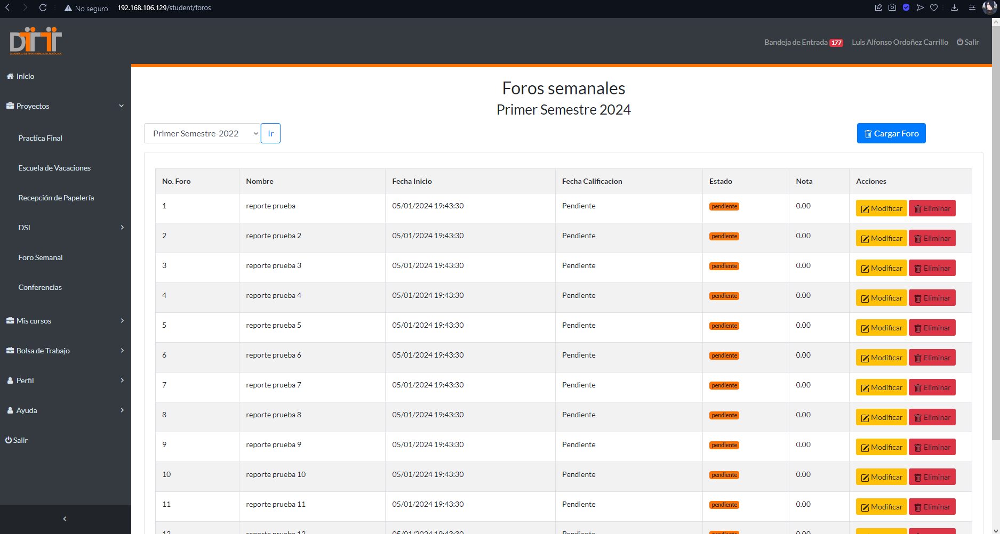 No seguro 192.168.106.129/student/foros
DTT
DESARROLLO DE TRANSFERENCIA TECNOLÓGICA
Bandeja de Entrada 177 Luis Alfonso Ordoñez Carrillo Salir
Inicio
Proyectos
Practica Final
Escuela de Vacaciones
Recepción de Papelería
DSI
Foro Semanal
Conferencias
Mis cursos
Bolsa de Trabajo
Perfil
Ayuda
Salir
Foros semanales
Primer Semestre 2024
Primer Semestre-2022 Ir Cargar Foro
No. Foro Nombre Fecha Inicio Fecha Calificacion Estado Nota Acciones
1 reporte prueba 05/01/2024 19:43:30 Pendiente pendiente 0.00 Modificar Eliminar
2 reporte prueba 2 05/01/2024 19:43:30 Pendiente pendiente 0.00 Modificar Eliminar
3 reporte prueba 3 05/01/2024 19:43:30 Pendiente pendiente 0.00 Modificar Eliminar
4 reporte prueba 4 05/01/2024 19:43:30 Pendiente pendiente 0.00 Modificar Eliminar
5 reporte prueba 5 05/01/2024 19:43:30 Pendiente pendiente 0.00 Modificar Eliminar
6 reporte prueba 6 05/01/2024 19:43:30 Pendiente pendiente 0.00 Modificar Eliminar
7 reporte prueba 7 05/01/2024 19:43:30 Pendiente pendiente 0.00 Modificar Eliminar
8 reporte prueba 8 05/01/2024 19:43:30 Pendiente pendiente 0.00 Modificar Eliminar
9 reporte prueba 9 05/01/2024 19:43:30 Pendiente pendiente 0.00 Modificar Eliminar
10 reporte prueba 10 05/01/2024 19:43:30 Pendiente pendiente 0.00 Modificar Eliminar
11 reporte prueba 11 05/01/2024 19:43:30 Pendiente pendiente 0.00 Modificar Eliminar
12 reporte prueba 12 05/01/2024 19:43:30 Pendiente pendiente 0.00